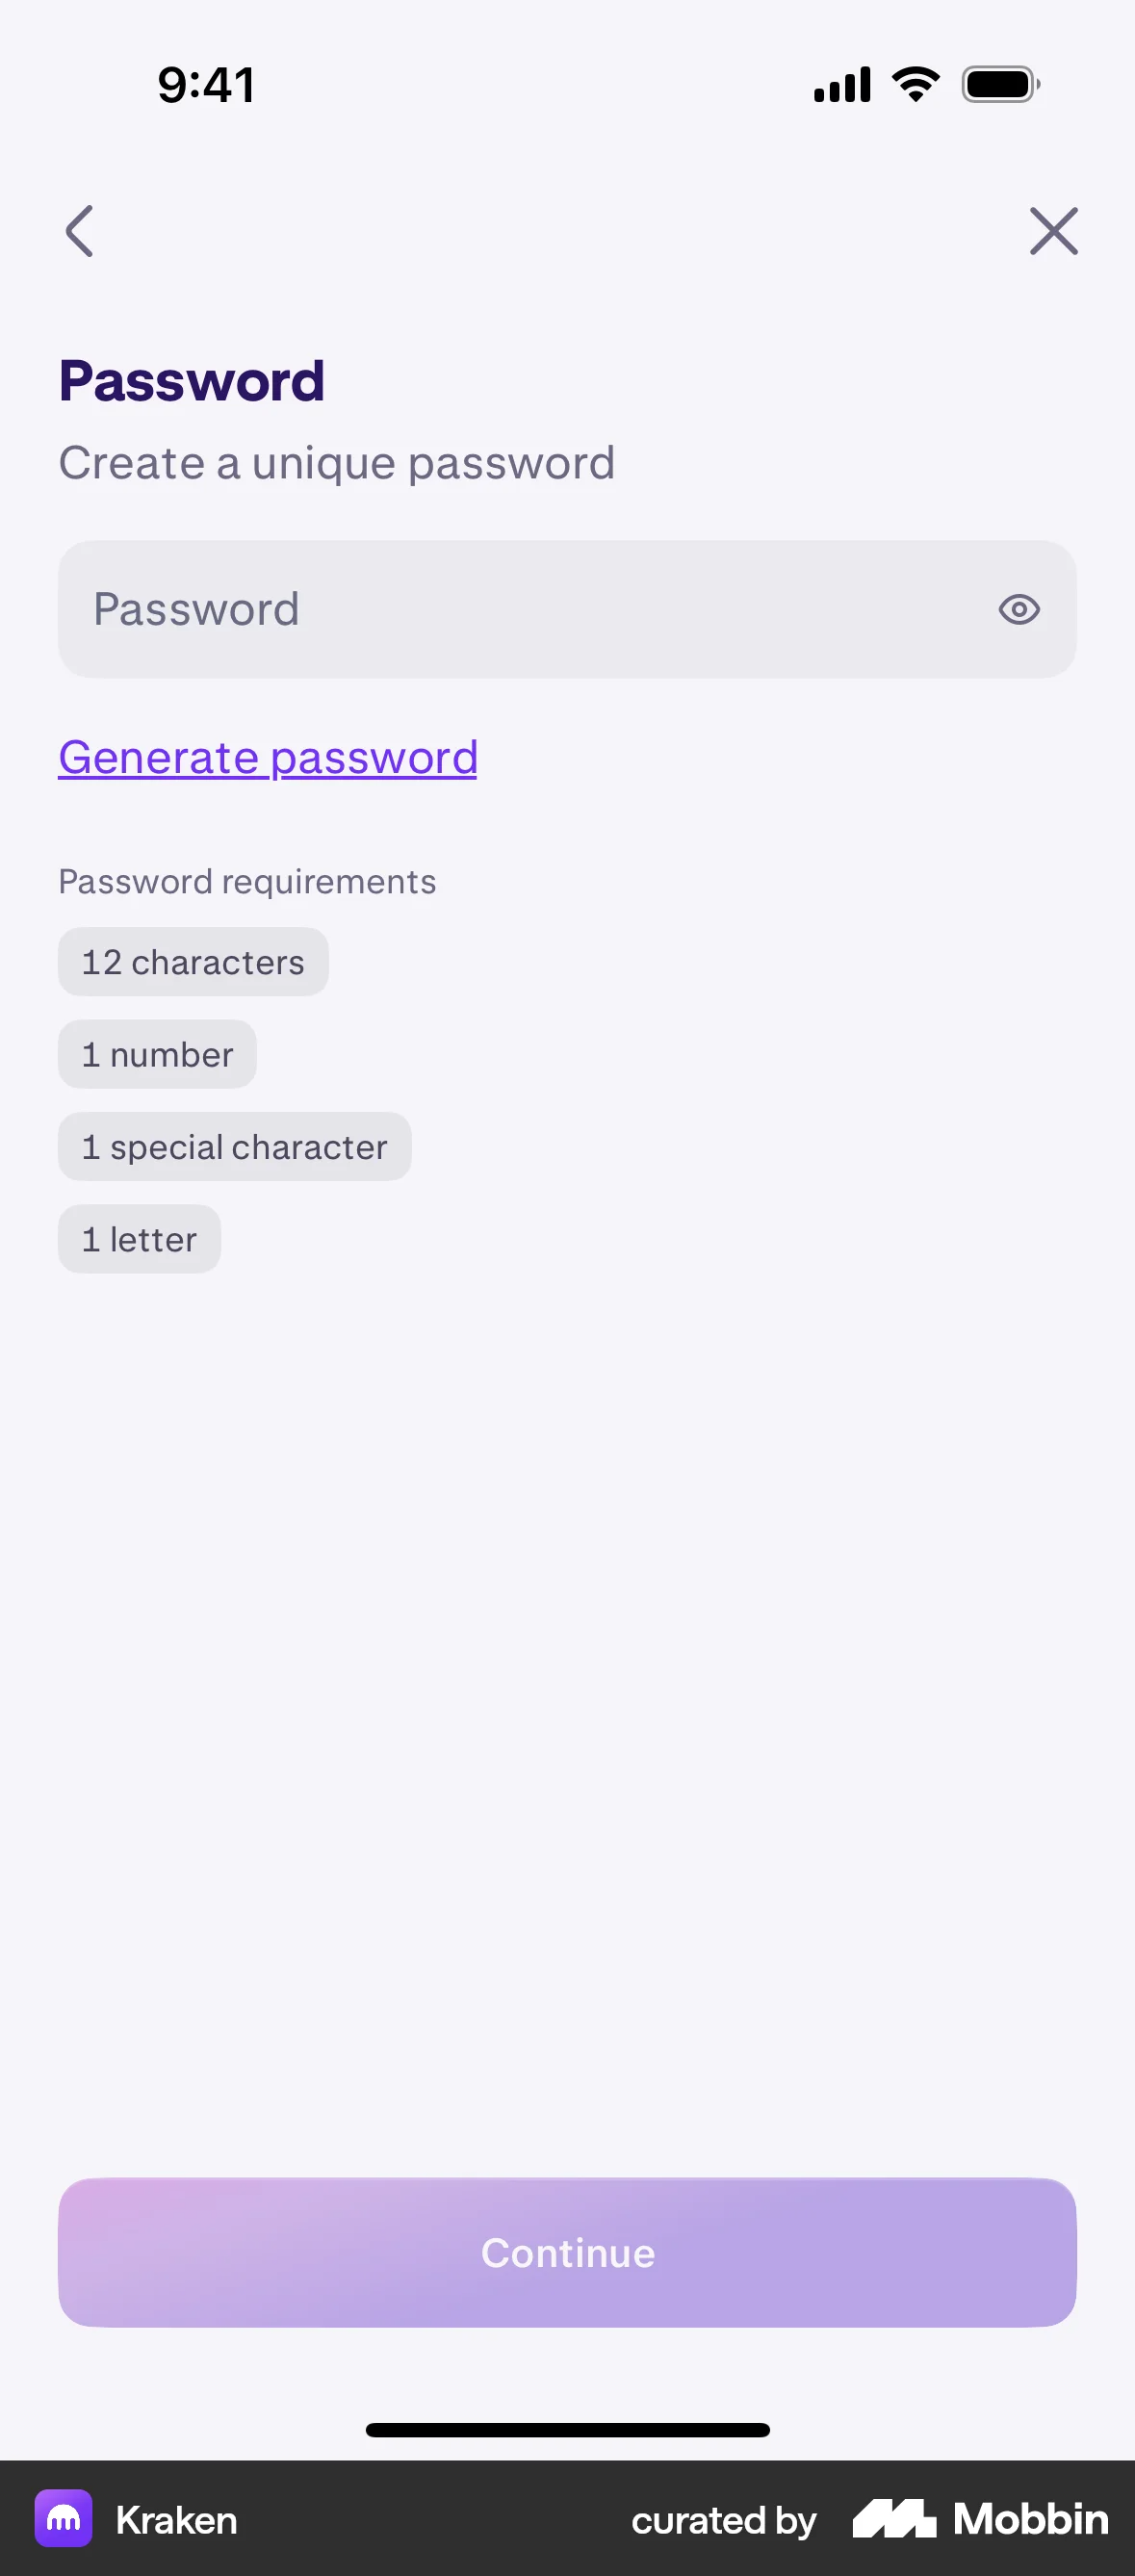 9:41
Password
Create a unique password
Password
Generate password
Password requirements
12 characters
1 number
1 special character
1 letter
Continue
Kraken
curated by Mobbin